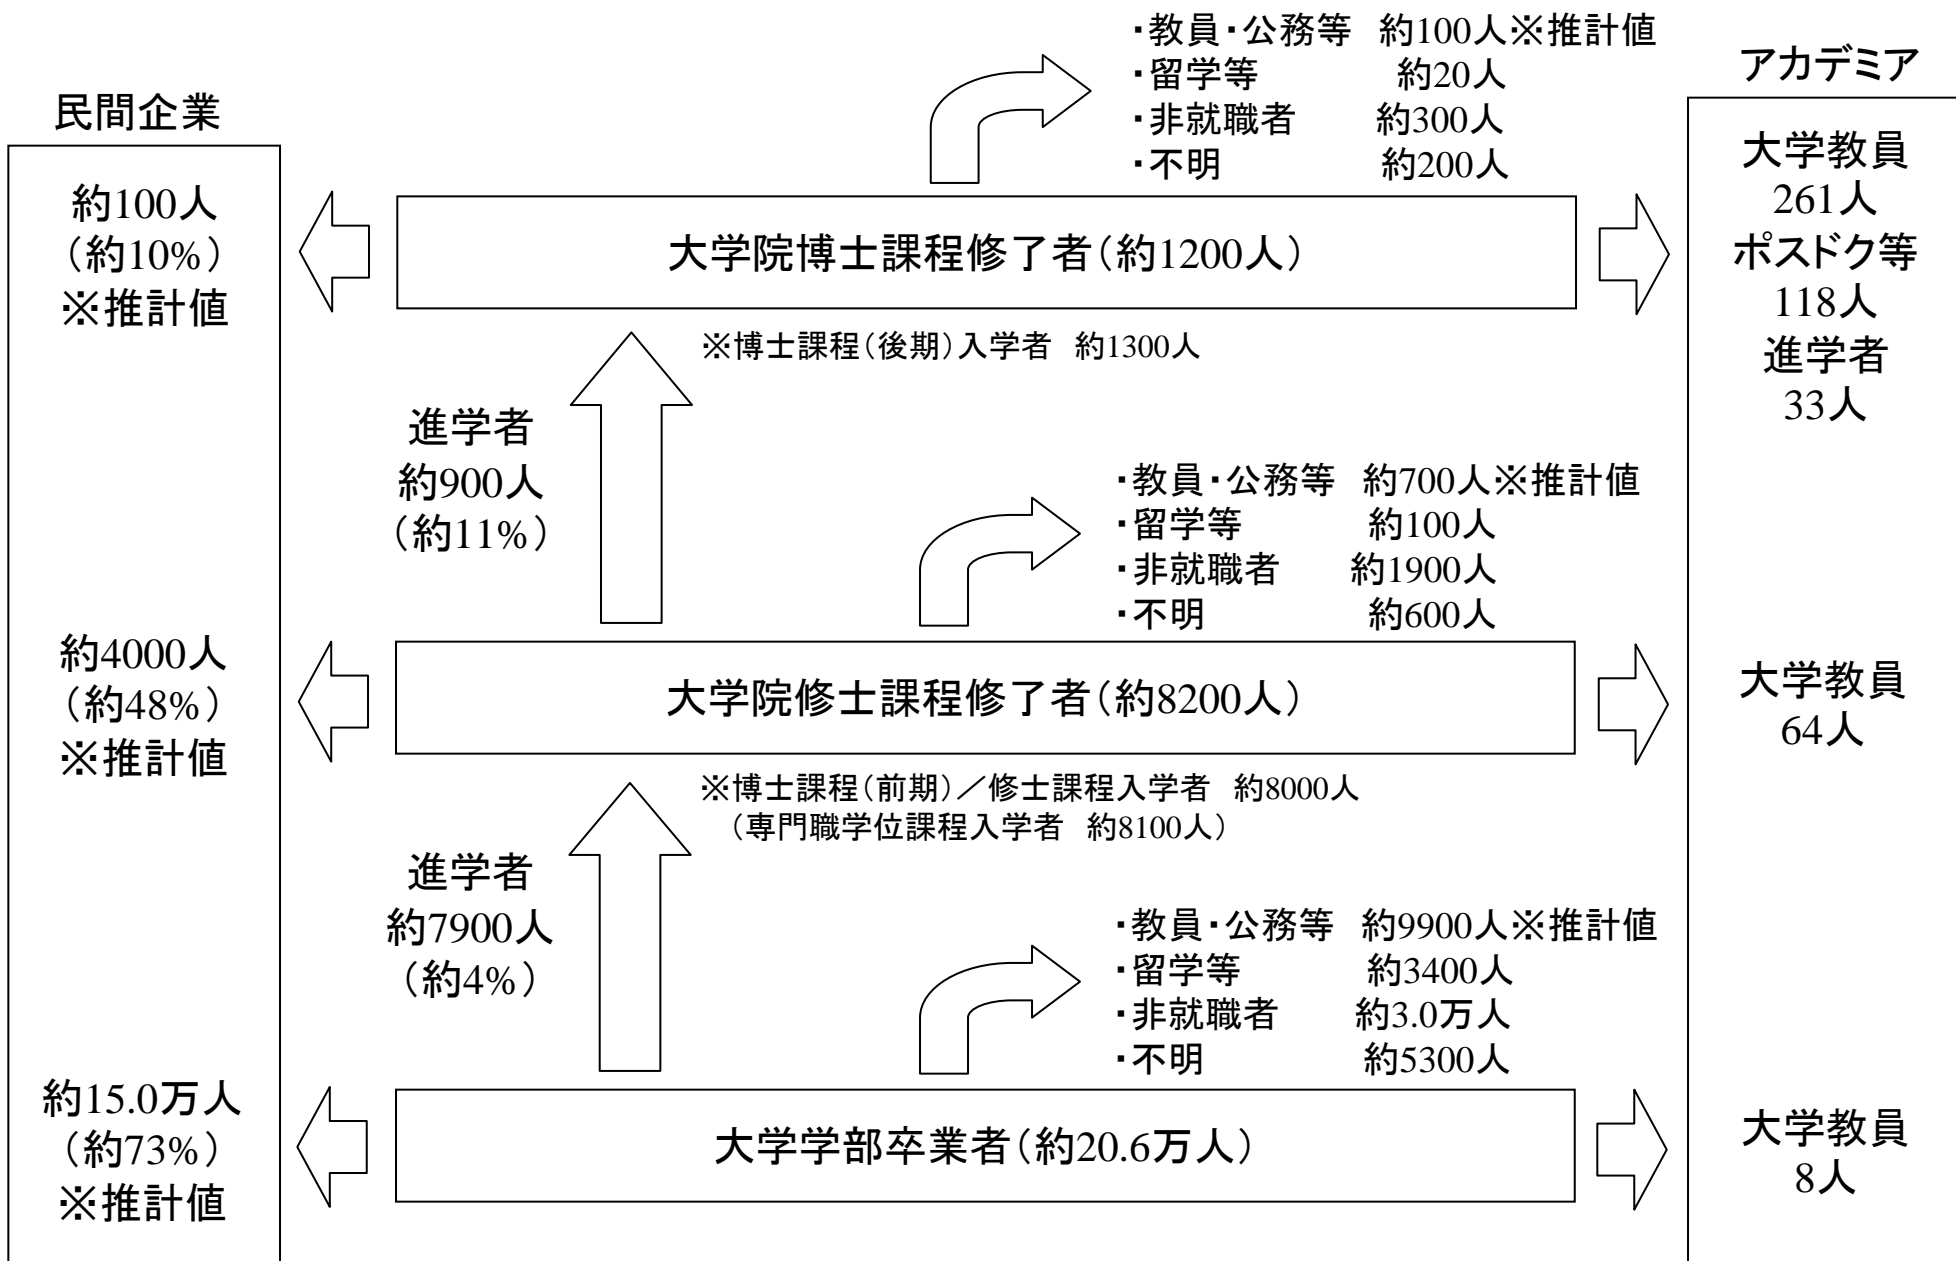 民間企業
約100人
(約10%)
※推計値
約4000人
(約48%)
※推計値
約15.0万人
(約73%)
※推計値
・教員・公務等 約100人※推計値
・留学等 約20人
・非就職者 約300人
・不明 約200人
大学院博士課程修了者(約1200人)
※博士課程(後期)入学者 約1300人
進学者
約900人
(約11%)
・教員・公務等 約700人※推計値
・留学等 約100人
・非就職者 約1900人
・不明 約600人
大学院修士課程修了者(約8200人)
※博士課程(前期)/修士課程入学者 約8000人
(専門職学位課程入学者 約8100人)
進学者
約7900人
(約4%)
・教員・公務等 約9900人※推計値
・留学等 約3400人
・非就職者 約3.0万人
・不明 約5300人
大学学部卒業者(約20.6万人)
アカデミア
大学教員
261人
ポスドク等
118人
進学者
33人
大学教員
64人
大学教員
8人